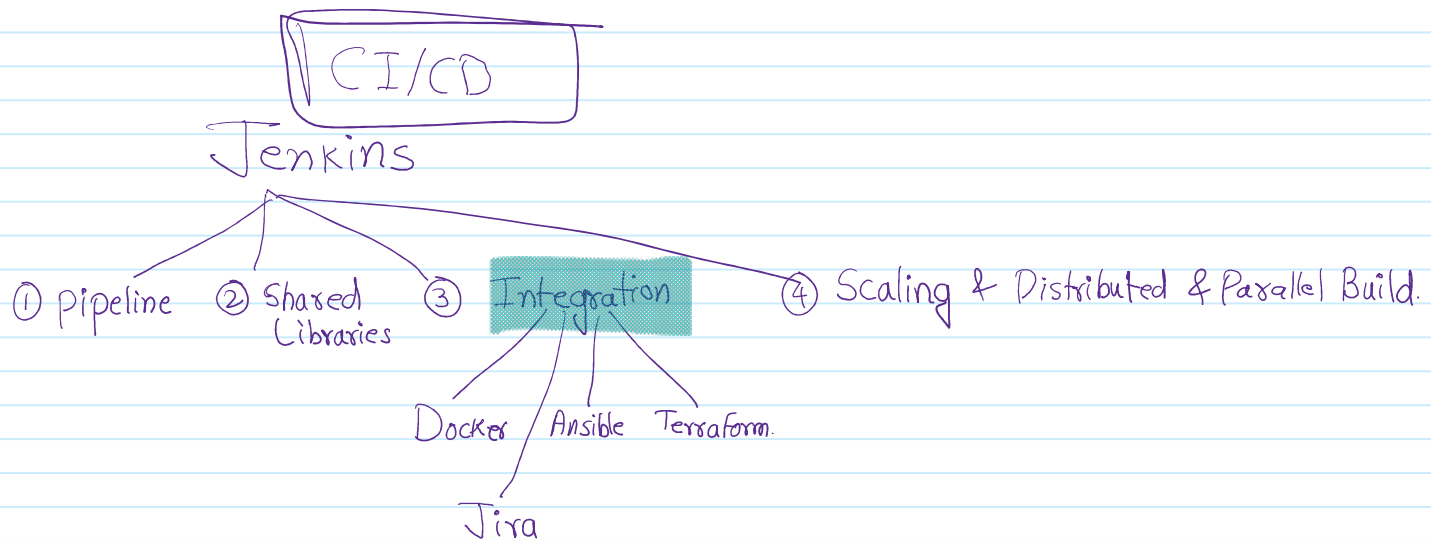 CI/CD
Jenkins
① Pipeline
② Shared
Libraries
③ Integration
④ Scaling & Distributed & Parallel Build.
Docker Ansible Terraform.
Jira